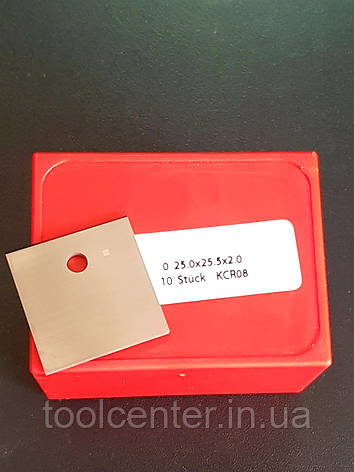 0 25.0x25.5x2.0
10 Stück KCR08
toolcenter.in.ua